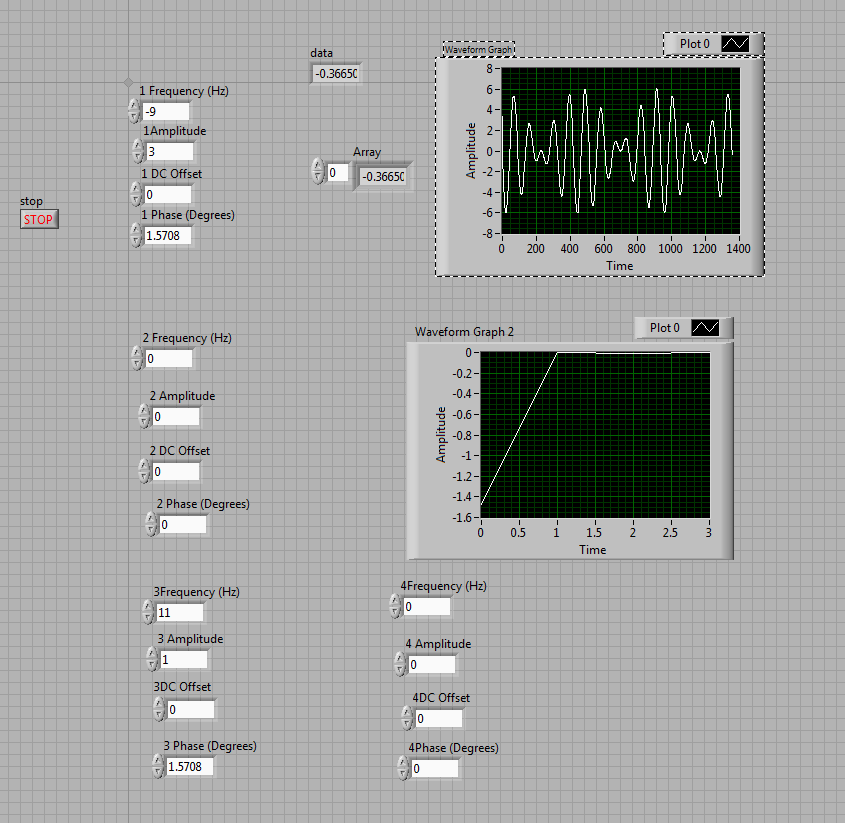 data
-0.3665
Waveform Graph
Plot 0
1 Frequency (Hz)
-9
1Amplitude
3
1 DC Offset
0
1 Phase (Degrees)
1.5708
stop
STOP
Array
0
-0.3665
Amplitude
8
6
4
2
0
-2
-4
-6
-8
0 200 400 600 800 1000 1200 1400
Time
2 Frequency (Hz)
0
2 Amplitude
0
2 DC Offset
0
2 Phase (Degrees)
0
Waveform Graph 2
Plot 0
Amplitude
0
-0.2
-0.4
-0.6
-0.8
-1
-1.2
-1.4
-1.6
0 0.5 1 1.5 2 2.5 3
Time
3Frequency (Hz)
11
3 Amplitude
1
3DC Offset
0
3 Phase (Degrees)
1.5708
4Frequency (Hz)
0
4 Amplitude
0
4DC Offset
0
4Phase (Degrees)
0